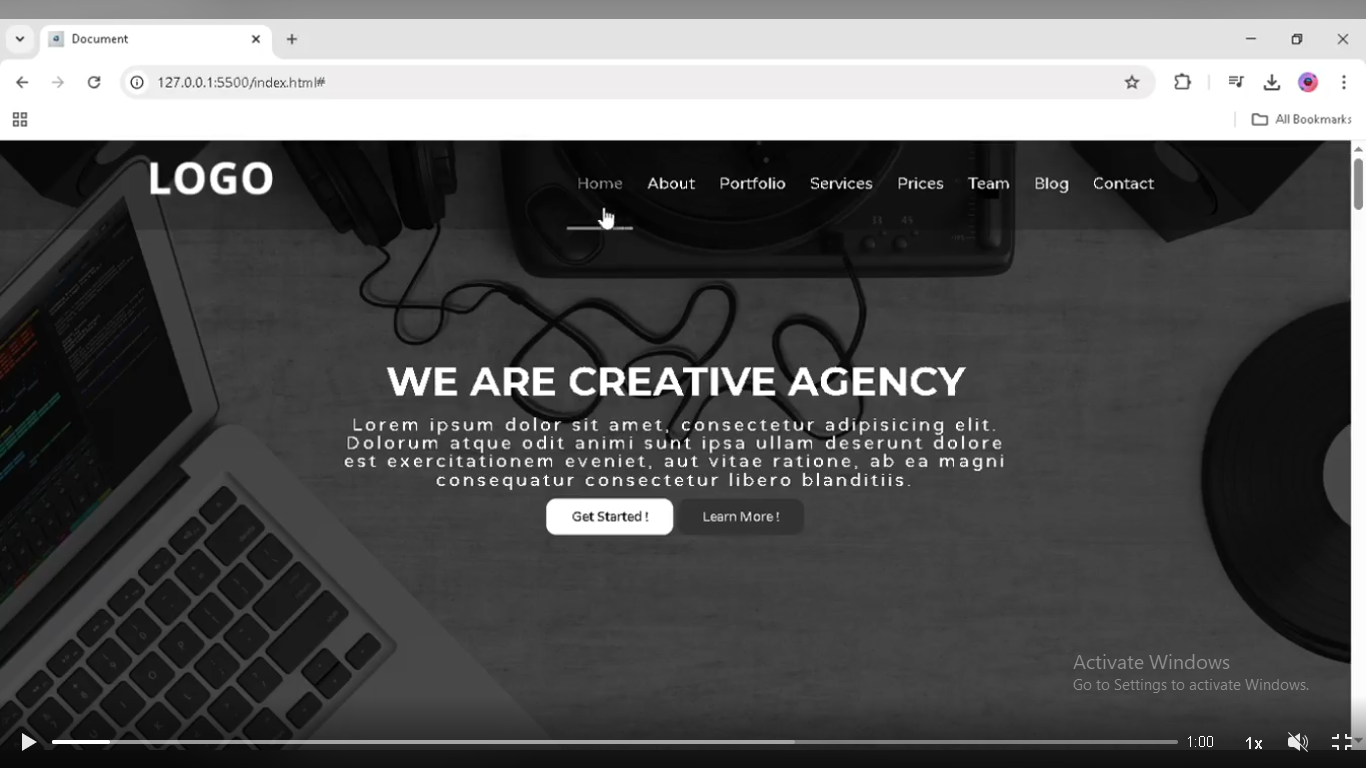 Document
127.0.0.1:5500/index.html#
All Bookmarks
LOGO
Home About Portfolio Services Prices Team Blog Contact
33 45
WE ARE CREATIVE AGENCY
Lorem ipsum dolor sit amet, consectetur adipisicing elit.
Dolorum atque odit animi sunt ipsa ullam deserunt dolore
est exercitationem eveniet, aut vitae ratione, ab ea magni
consequatur consectetur libero blanditiis.
Get Started ! Learn More !
Activate Windows
Go to Settings to activate Windows.
1:00 1x